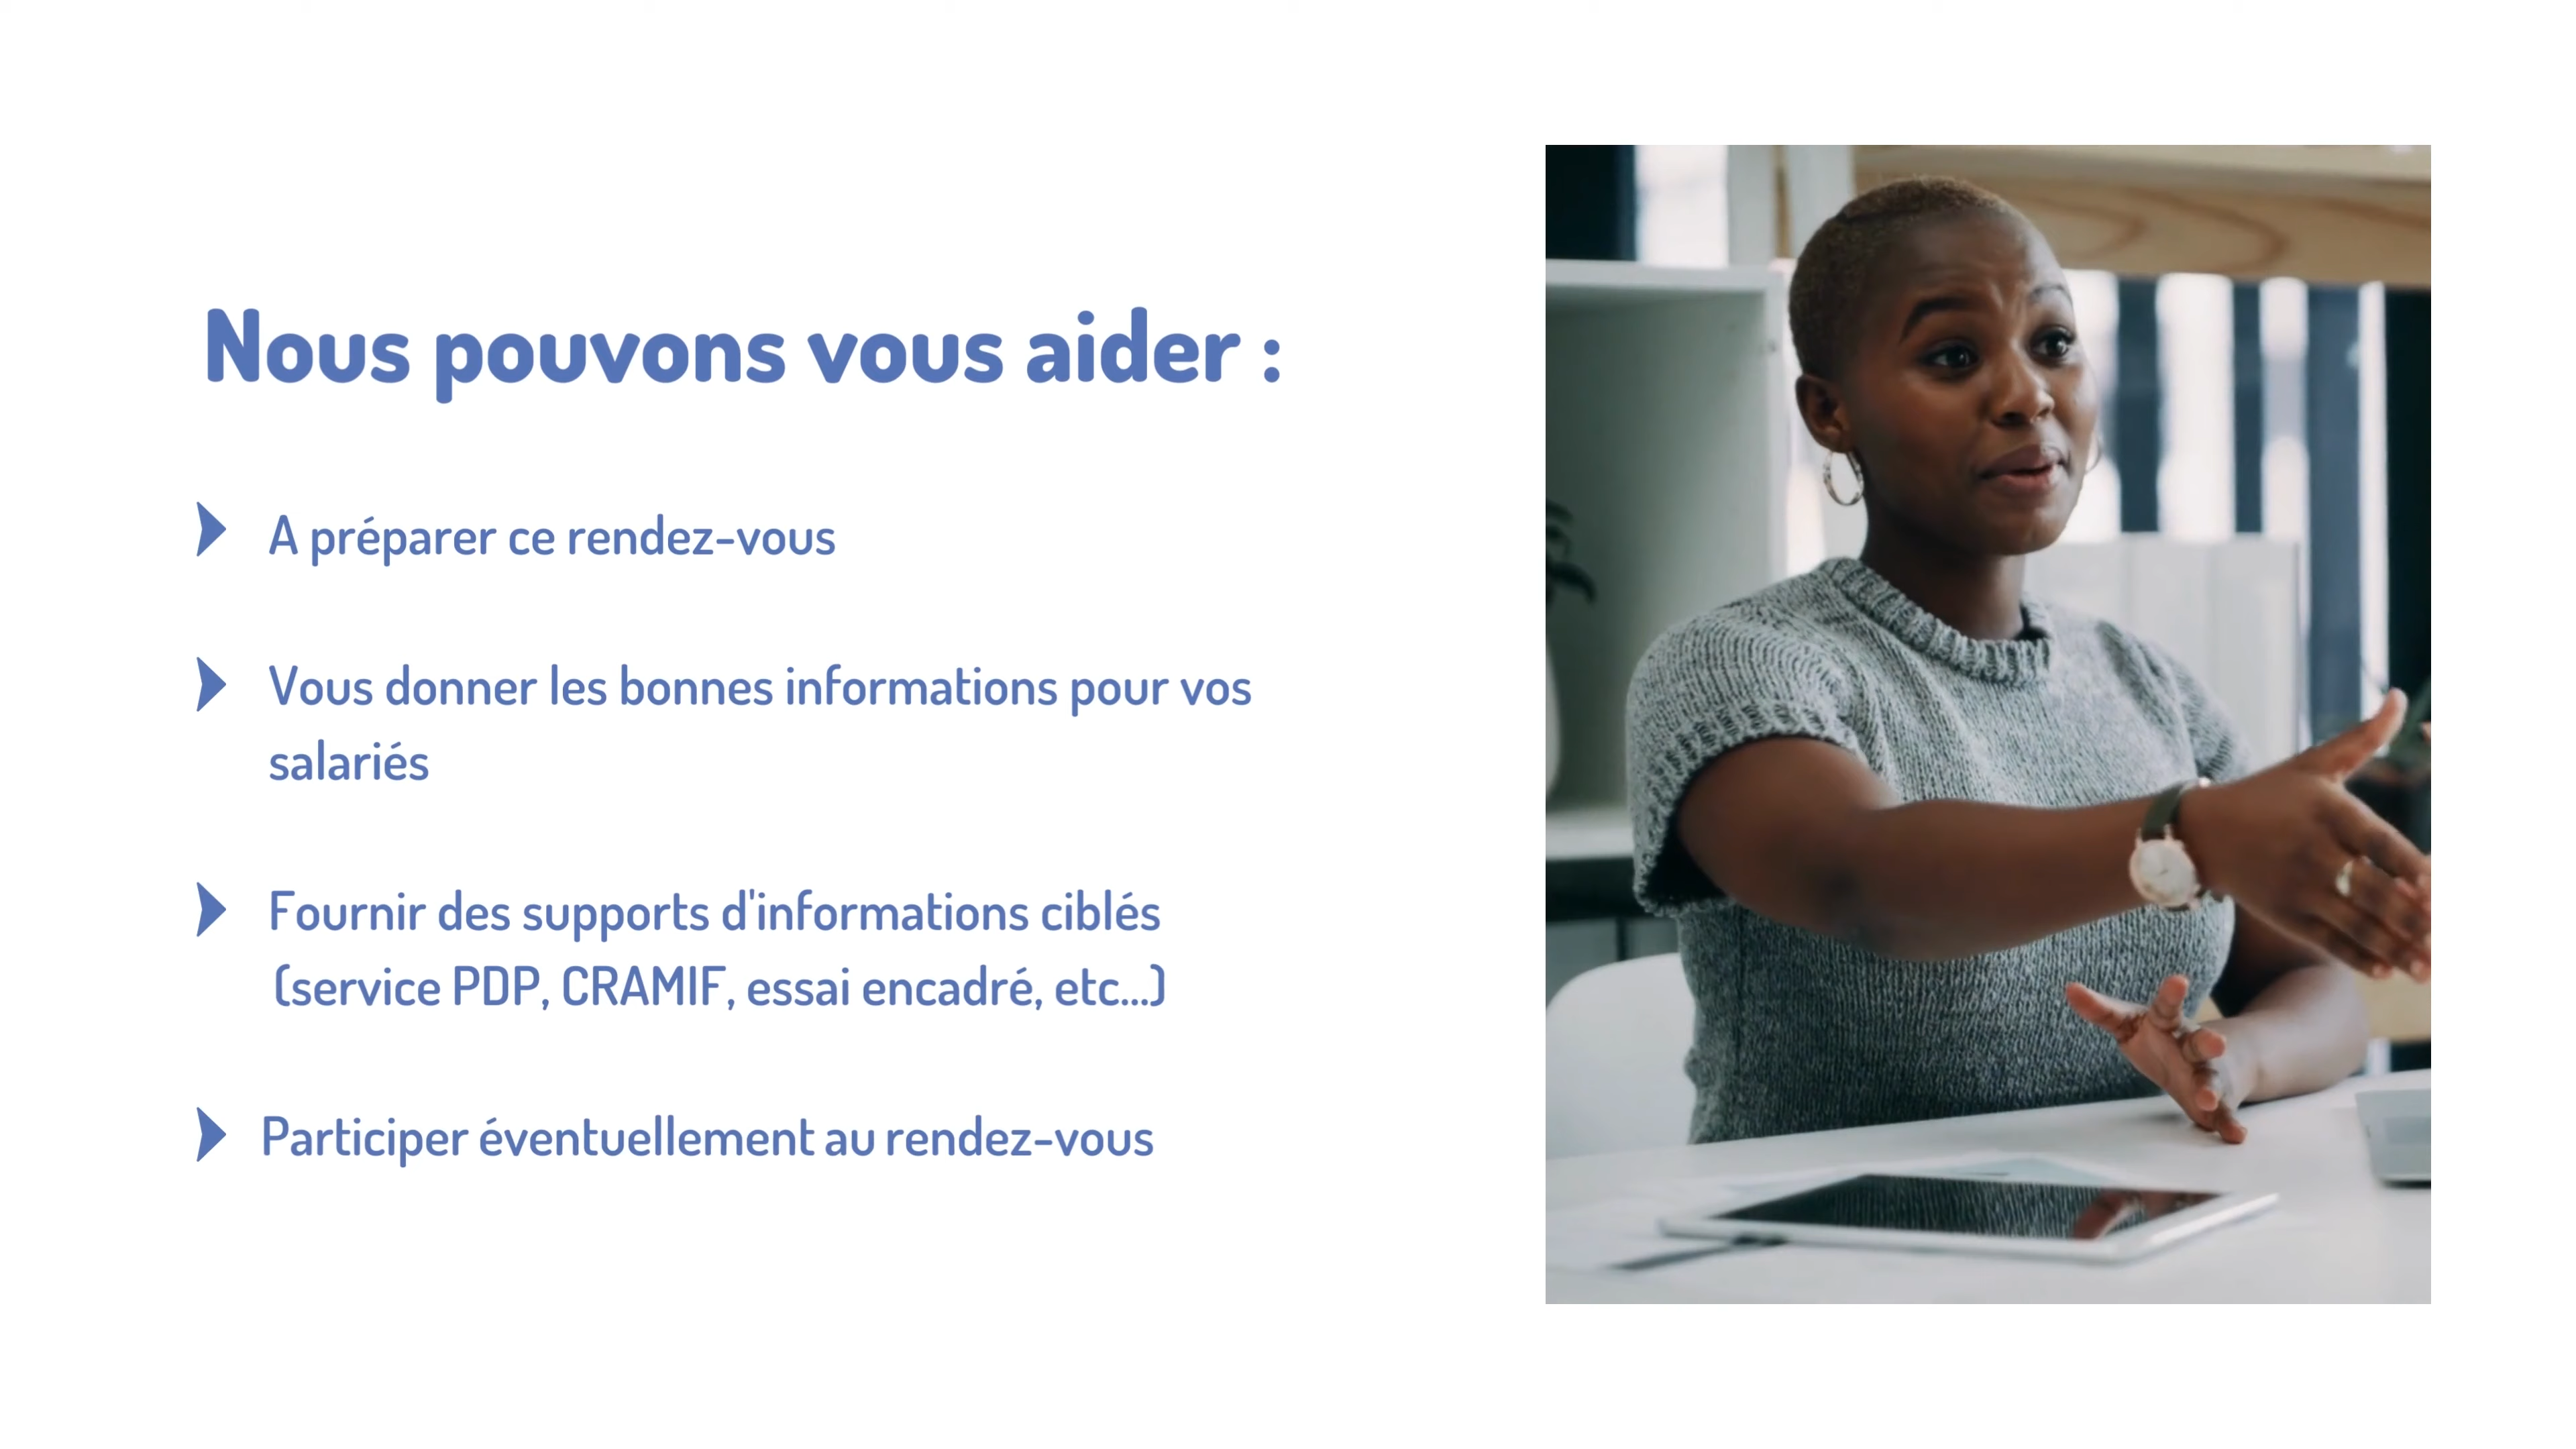 Nous pouvons vous aider :
A préparer ce rendez-vous
Vous donner les bonnes informations pour vos
salariés
Fournir des supports d'informations ciblés
(service PDP, CRAMIF, essai encadré, etc...)
Participer éventuellement au rendez-vous